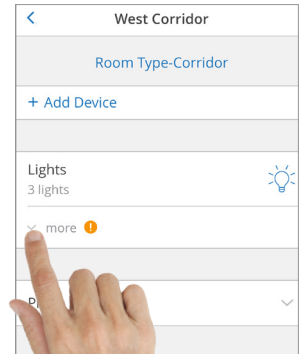 West Corridor
Room Type-Corridor
+ Add Device
Lights
3 lights
more